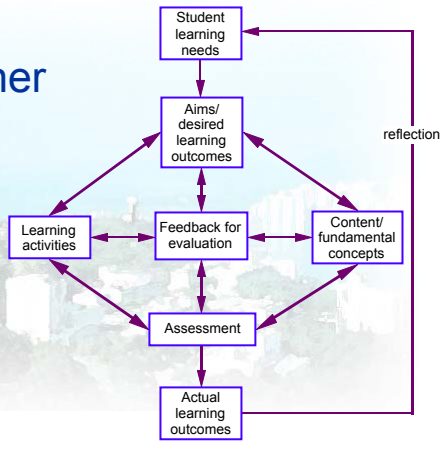 Student
learning
needs
Aims/
desired
learning
outcomes
reflection
Learning
activities
Feedback for
evaluation
Content/
fundamental
concepts
Assessment
Actual
learning
outcomes